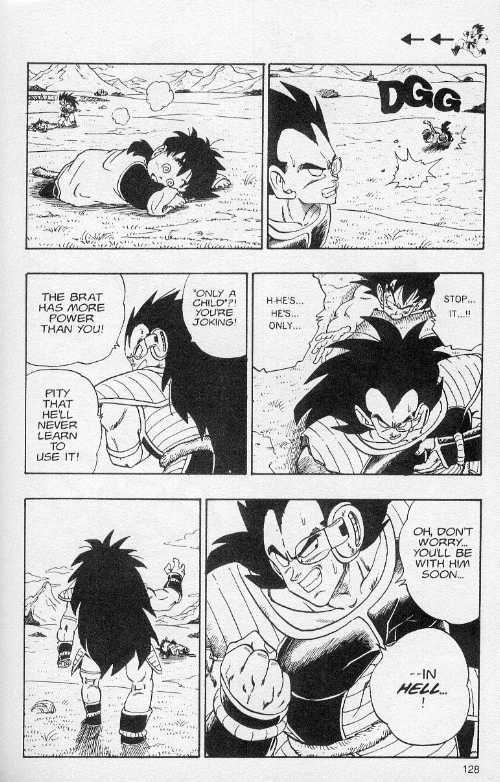 DGG
STOP...
IT...!!
H-HE'S...
HE'S...
ONLY...
"ONLY A
CHILD"?!
YOU'RE
JOKING!
THE BRAT
HAS MORE
POWER
THAN YOU!
PITY
THAT
HE'LL
NEVER
LEARN
TO
USE IT!
OH, DON'T
WORRY...
YOU'LL BE
WITH HIM
SOON...
--IN
HELL...
!
128